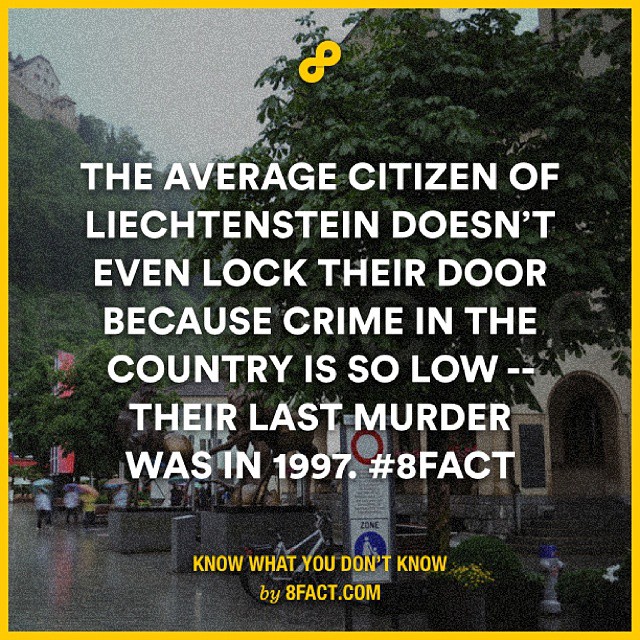 THE AVERAGE CITIZEN OF
LIECHTENSTEIN DOESN'T
EVEN LOCK THEIR DOOR
BECAUSE CRIME IN THE
COUNTRY IS SO LOW --
THEIR LAST MURDER
WAS IN 1997. #8FACT
ZONE
KNOW WHAT YOU DON'T KNOW
by 8FACT.COM